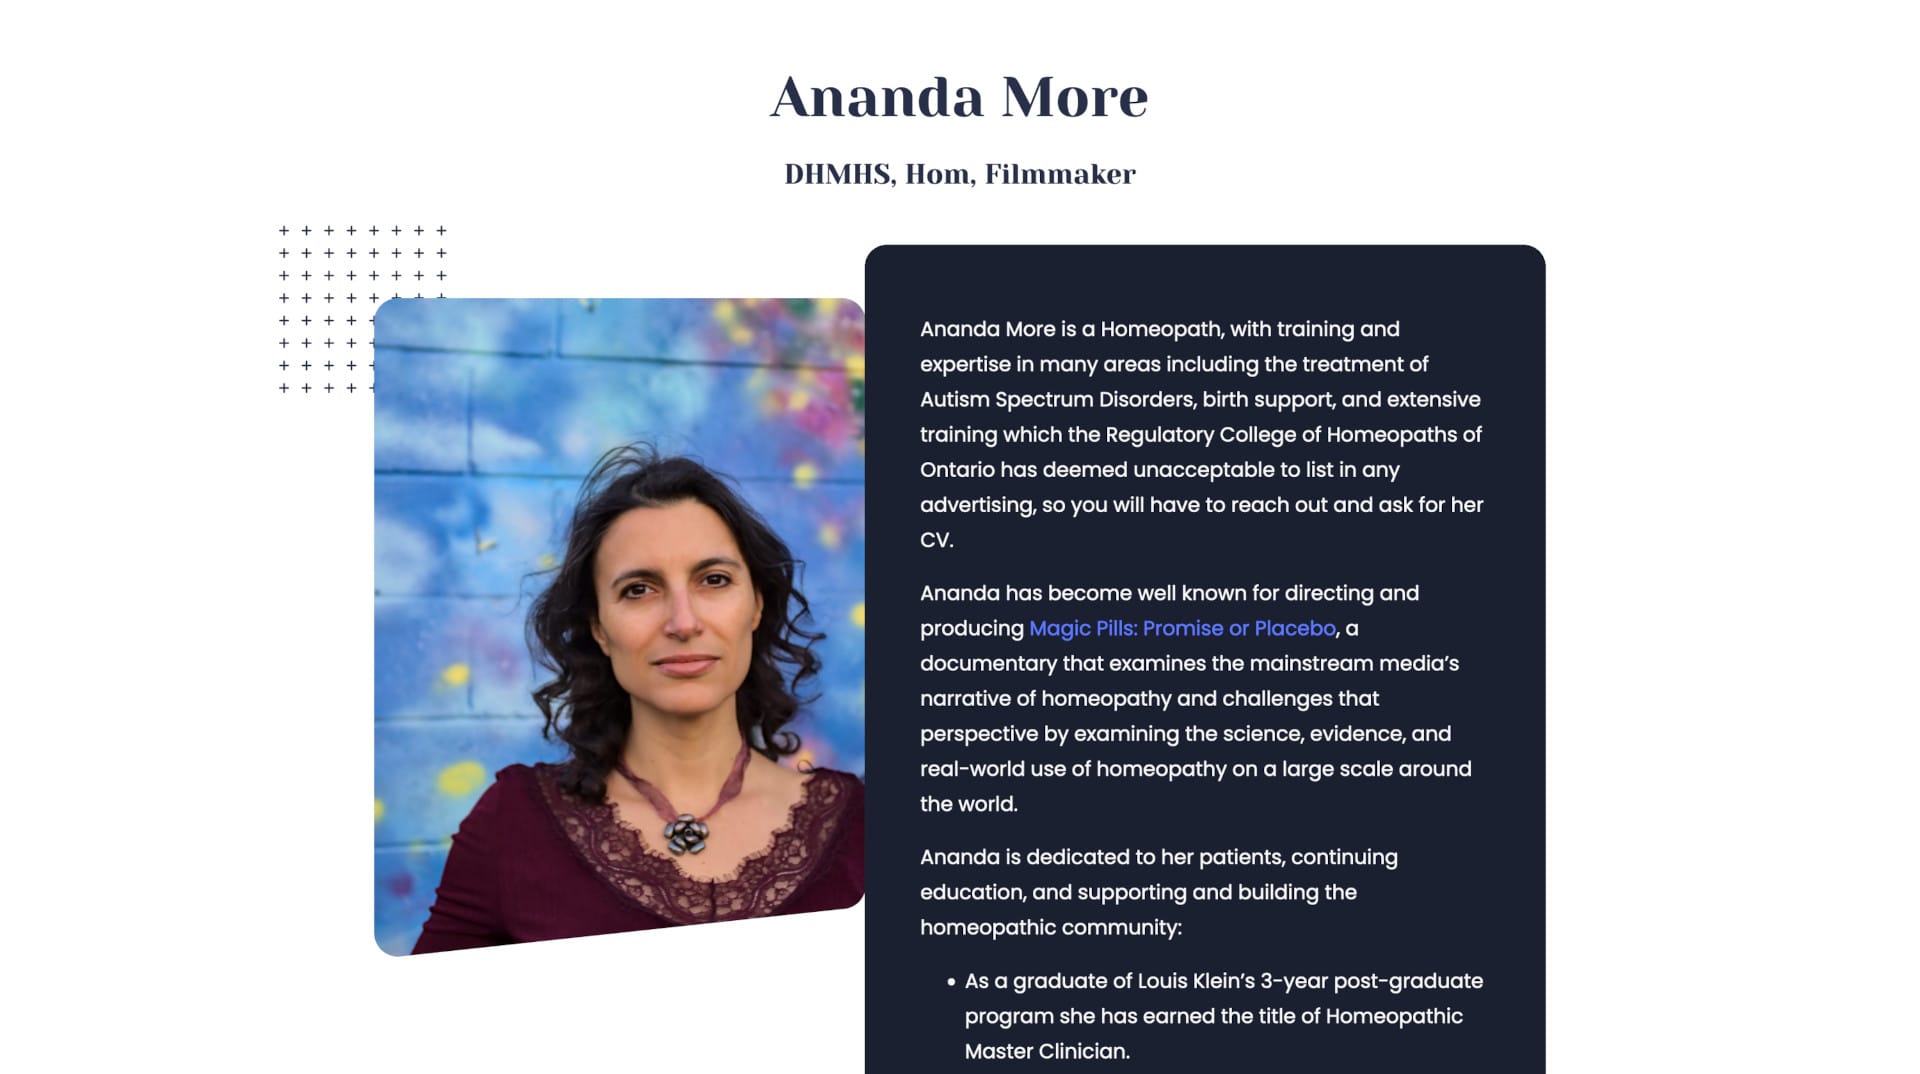 Ananda More
DHMHS, Hom, Filmmaker
Ananda More is a Homeopath, with training and
expertise in many areas including the treatment of
Autism Spectrum Disorders, birth support, and extensive
training which the Regulatory College of Homeopaths of
Ontario has deemed unacceptable to list in any
advertising, so you will have to reach out and ask for her
CV.
Ananda has become well known for directing and
producing Magic Pills: Promise or Placebo, a
documentary that examines the mainstream media’s
narrative of homeopathy and challenges that
perspective by examining the science, evidence, and
real-world use of homeopathy on a large scale around
the world.
Ananda is dedicated to her patients, continuing
education, and supporting and building the
homeopathic community:
• As a graduate of Louis Klein’s 3-year post-graduate
program she has earned the title of Homeopathic
Master Clinician.